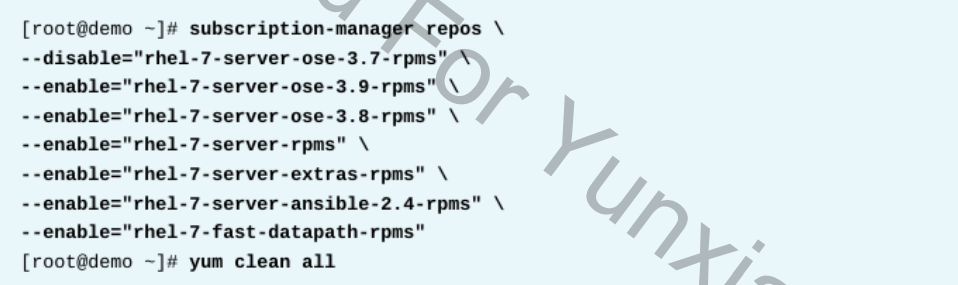 [root@demo ~]# subscription-manager repos \
--disable="rhel-7-server-ose-3.7-rpms" \
--enable="rhel-7-server-ose-3.9-rpms" \
--enable="rhel-7-server-ose-3.8-rpms" \
--enable="rhel-7-server-rpms" \
--enable="rhel-7-server-extras-rpms" \
--enable="rhel-7-server-ansible-2.4-rpms" \
--enable="rhel-7-fast-datapath-rpms"
[root@demo ~]# yum clean all
For Yunxia